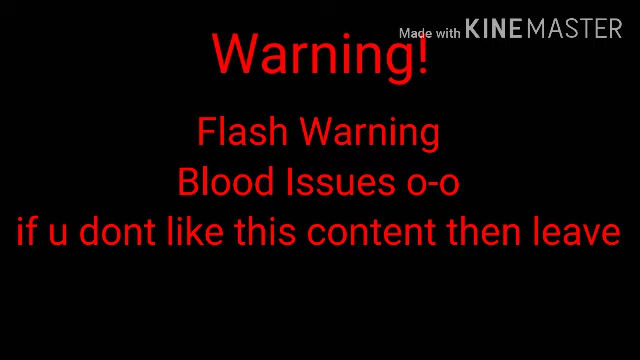 Made with KINEMASTER
Warning!
Flash Warning
Blood Issues o-o
if u dont like this content then leave